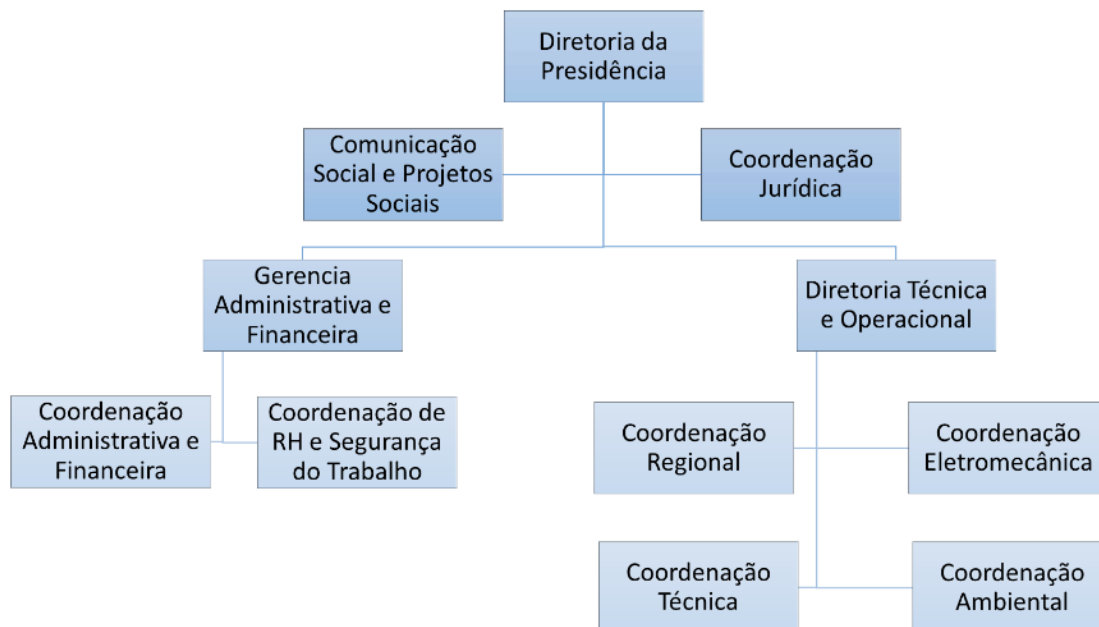 Diretoria da
Presidência
Comunicação
Social e Projetos
Sociais
Coordenação
Jurídica
Gerencia
Administrativa e
Financeira
Diretoria Técnica
e Operacional
Coordenação
Administrativa e
Financeira
Coordenação de
RH e Segurança
do Trabalho
Coordenação
Regional
Coordenação
Eletromecânica
Coordenação
Técnica
Coordenação
Ambiental